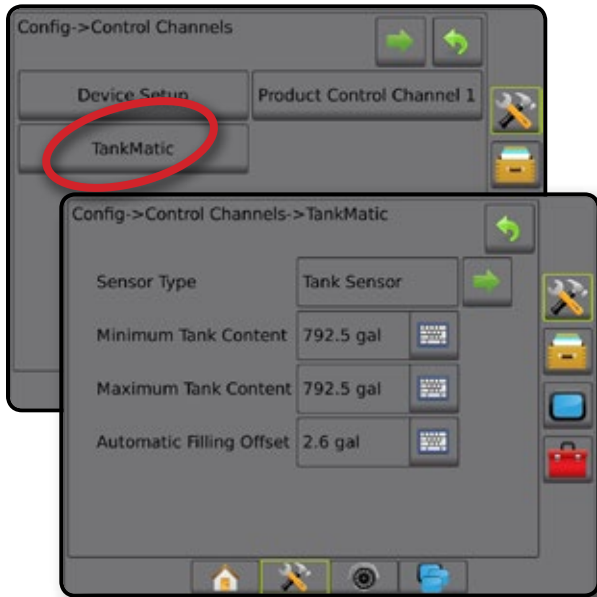 Config->Control Channels
Device Setup
Product Control Channel 1
TankMatic
Config->Control Channels->TankMatic
Sensor Type
Tank Sensor
Minimum Tank Content
792.5 gal
Maximum Tank Content
792.5 gal
Automatic Filling Offset
2.6 gal